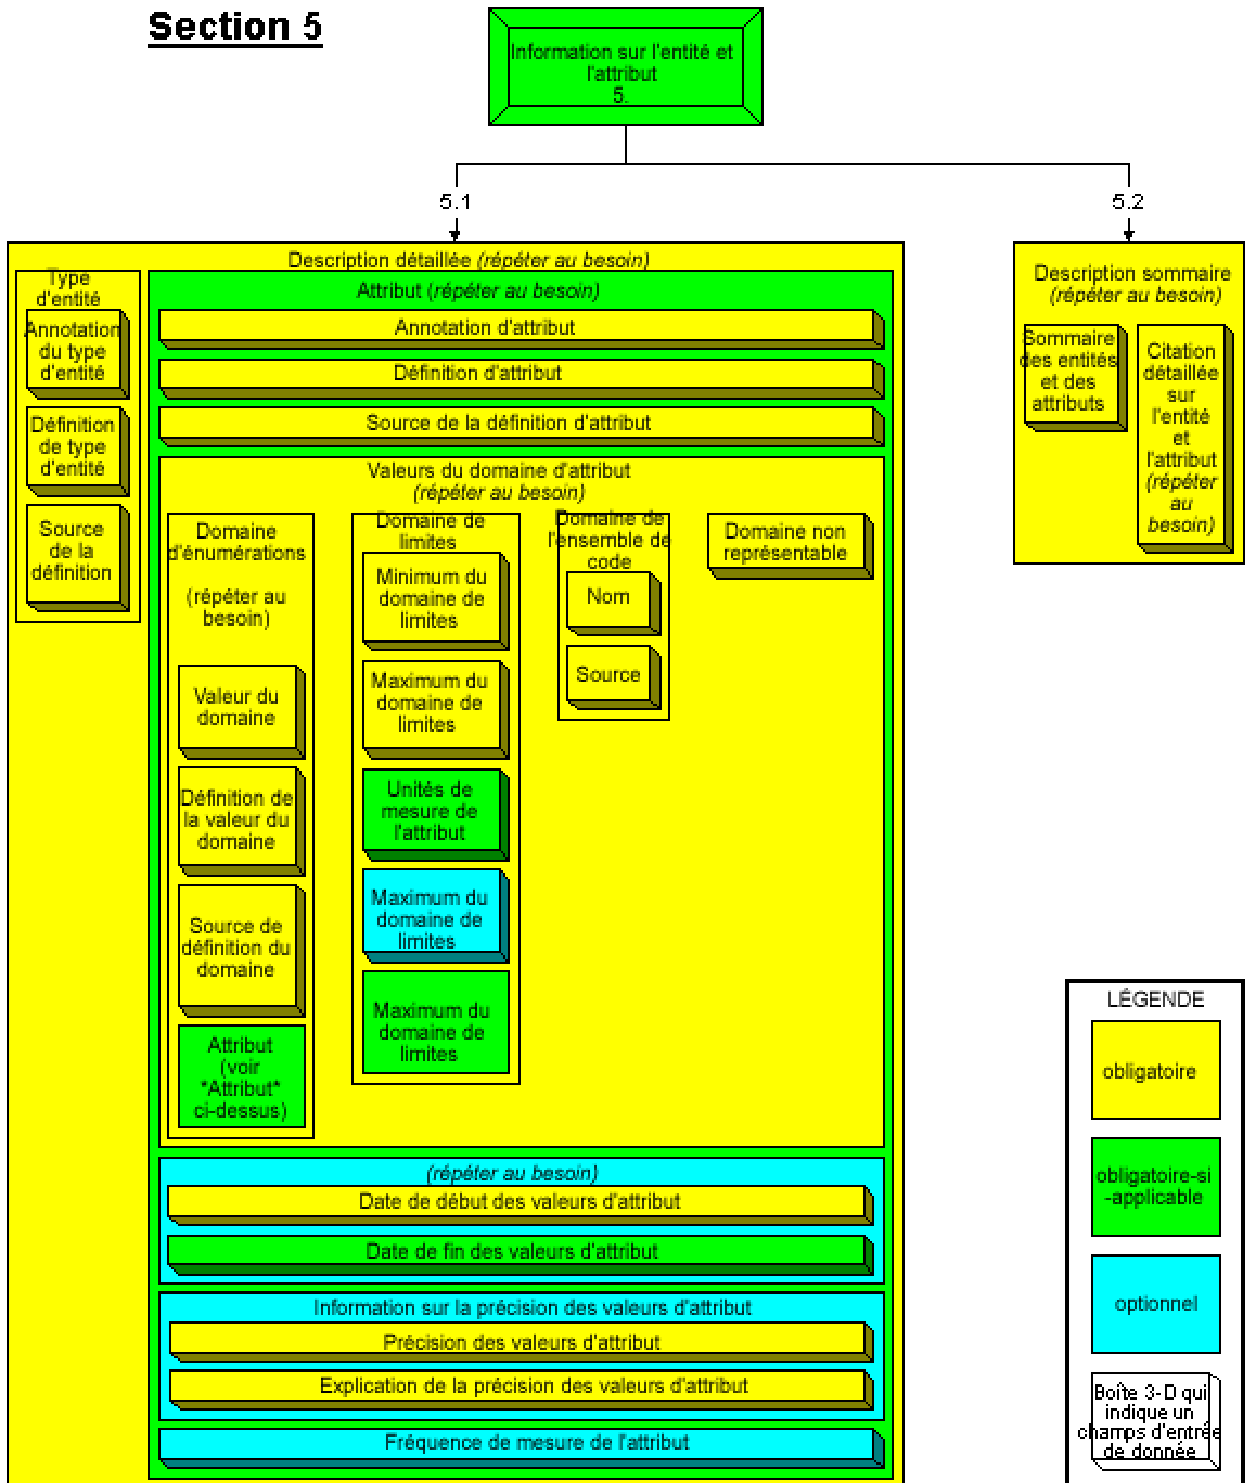 Section 5
Information sur l'entité et
l'attribut
5.
5.1
5.2
Description détaillée (répéter au besoin)
Type
d'entité
Annotation
du type
d'entité
Définition
de type
d'entité
Source
de la
définition
Attribut (répéter au besoin)
Annotation d'attribut
Définition d'attribut
Source de la définition d'attribut
Valeurs du domaine d'attribut
(répéter au besoin)
Domaine
d'énumérations
(répéter au
besoin)
Valeur du
domaine
Définition de
la valeur du
domaine
Source de
définition du
domaine
Attribut
(voir
"Attribut"
ci-dessus)
Domaine de
limites
Minimum du
domaine de
limites
Maximum du
domaine de
limites
Unités de
mesure de
l'attribut
Maximum du
domaine de
limites
Maximum du
domaine de
limites
Domaine de
l'ensemble de
code
Nom
Source
Domaine non
représentable
(répéter au besoin)
Date de début des valeurs d'attribut
Date de fin des valeurs d'attribut
Information sur la précision des valeurs d'attribut
Précision des valeurs d'attribut
Explication de la précision des valeurs d'attribut
Fréquence de mesure de l'attribut
Description sommaire
(répéter au besoin)
Sommaire
des entités
et des
attributs
Citation
détaillée
sur
l'entité
et
l'attribut
(répéter
au
besoin)
LÉGENDE
obligatoire
obligatoire-si
-applicable
optionnel
Boîte 3-D qui
indique un
champs d'entrée
de donnée